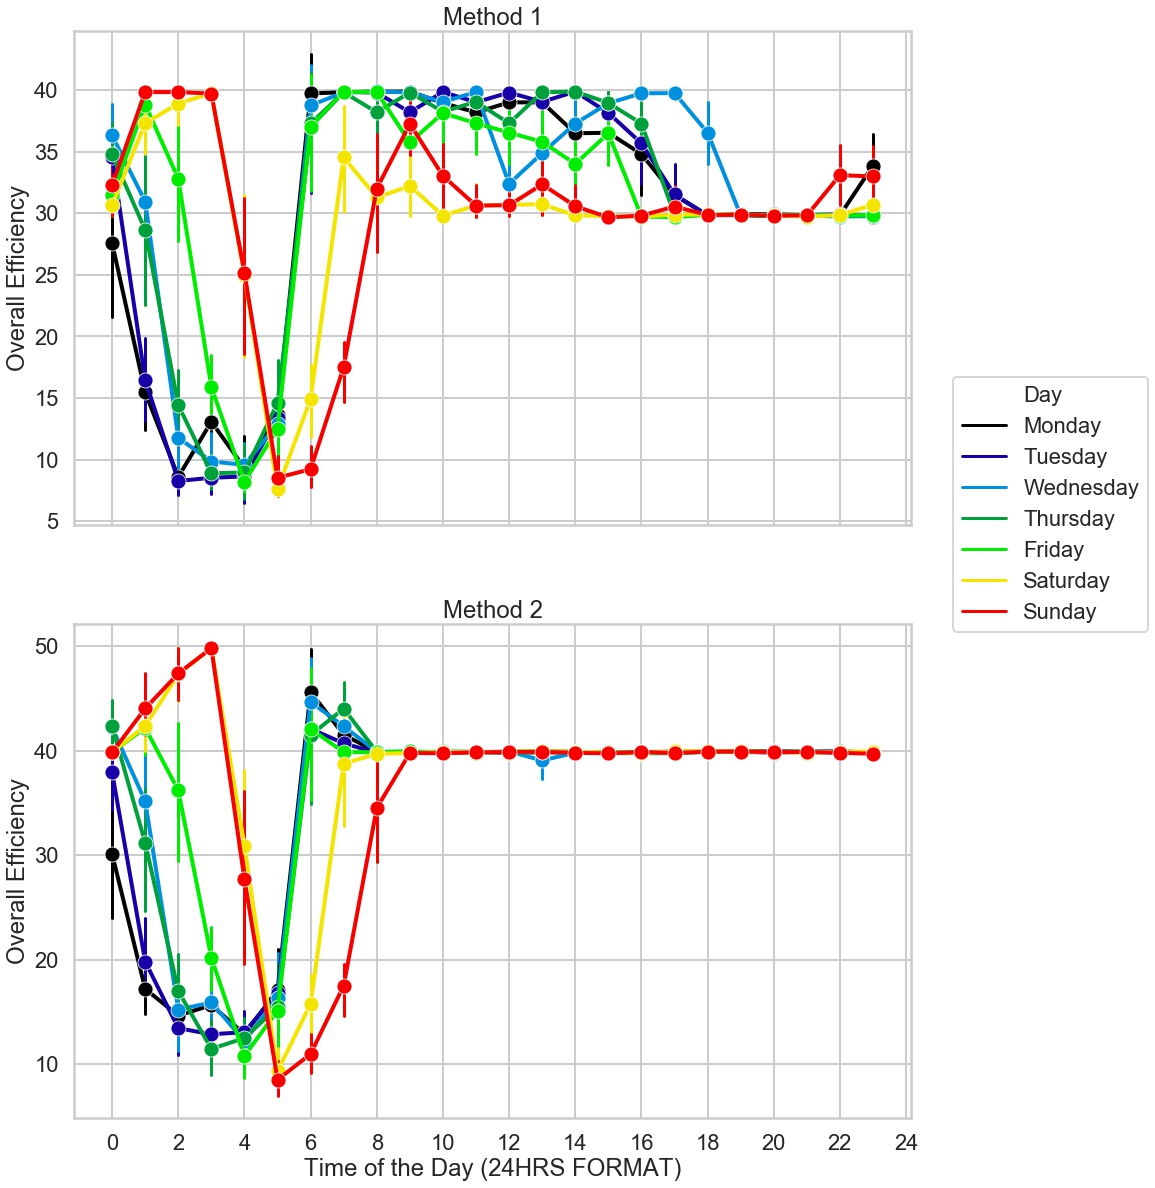 Method 1
Overall Efficiency
40
35
30
25
20
15
10
5
Day
Monday
Tuesday
Wednesday
Thursday
Friday
Saturday
Sunday
Method 2
Overall Efficiency
50
40
30
20
10
0 2 4 6 8 10 12 14 16 18 20 22 24
Time of the Day (24HRS FORMAT)